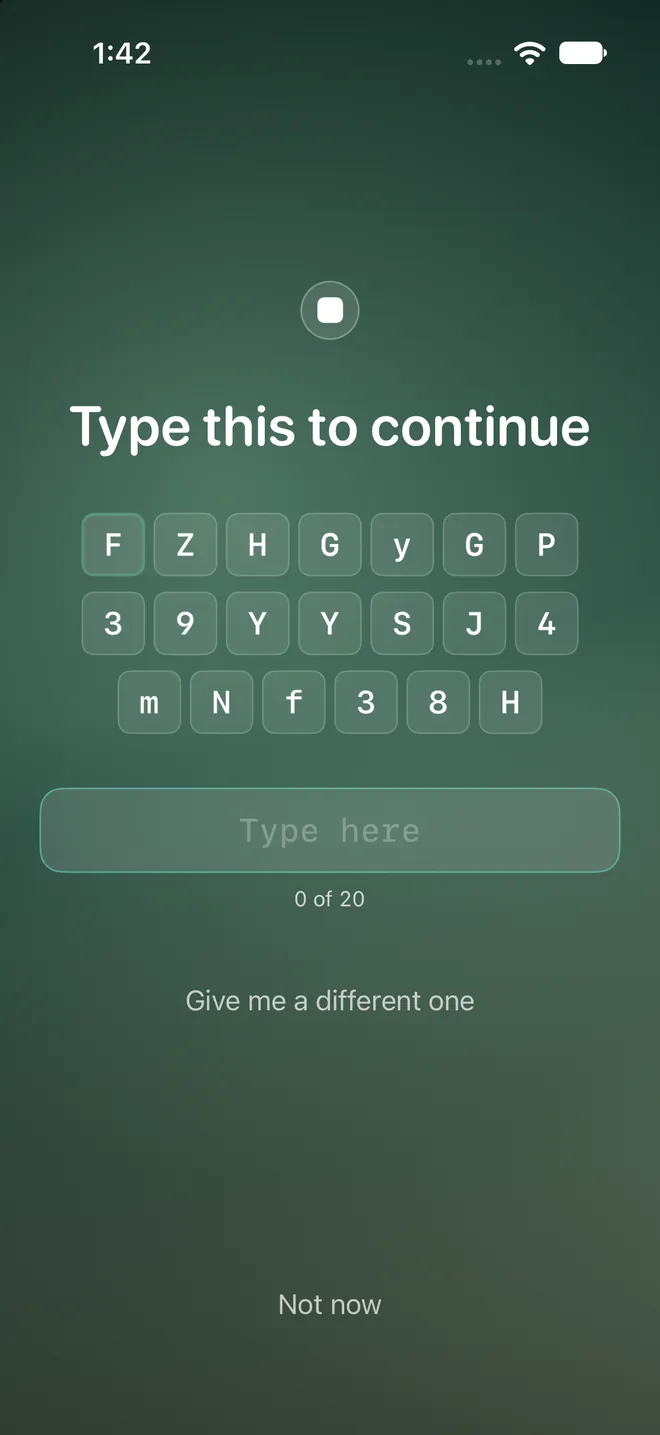 1:42
Type this to continue
F Z H G y G P
3 9 Y Y S J 4
m N f 3 8 H
Type here
0 of 20
Give me a different one
Not now